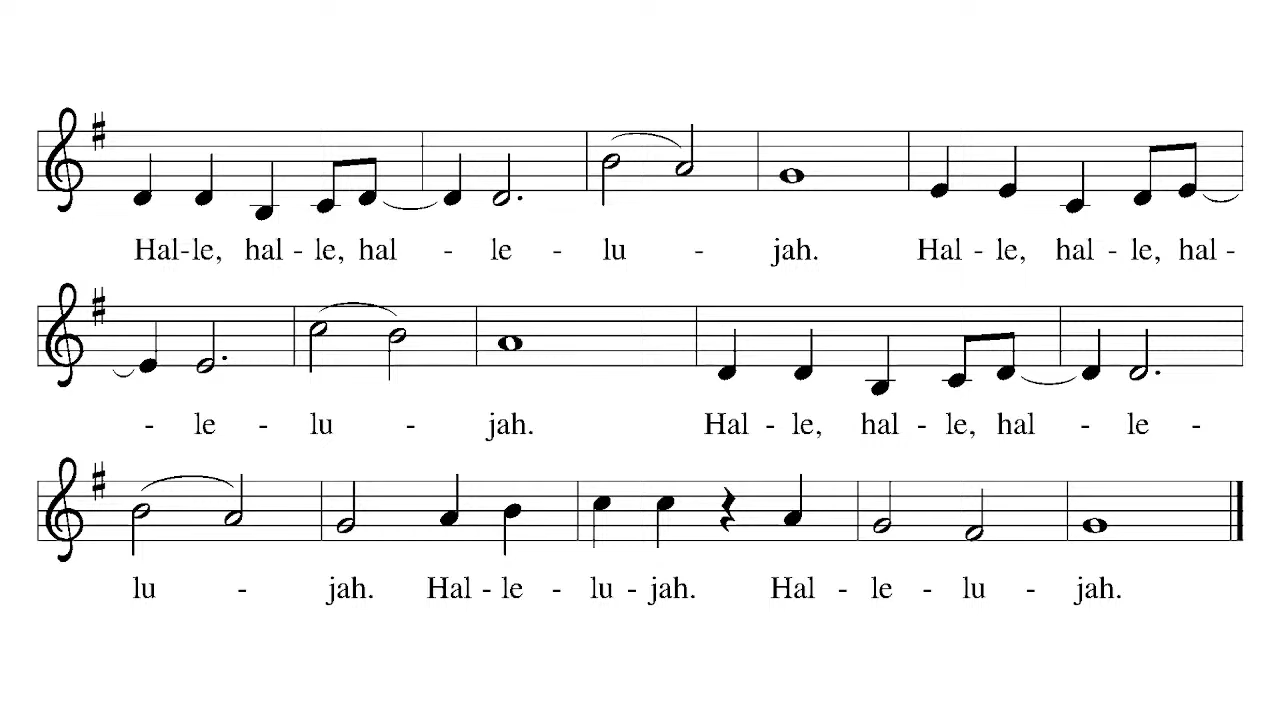 Hal-le, hal - le, hal - le - lu - jah. Hal - le, hal - le, hal -
- le - lu - jah. Hal - le, hal - le, hal - le -
lu - jah. Hal - le - lu - jah. Hal - le - lu - jah.